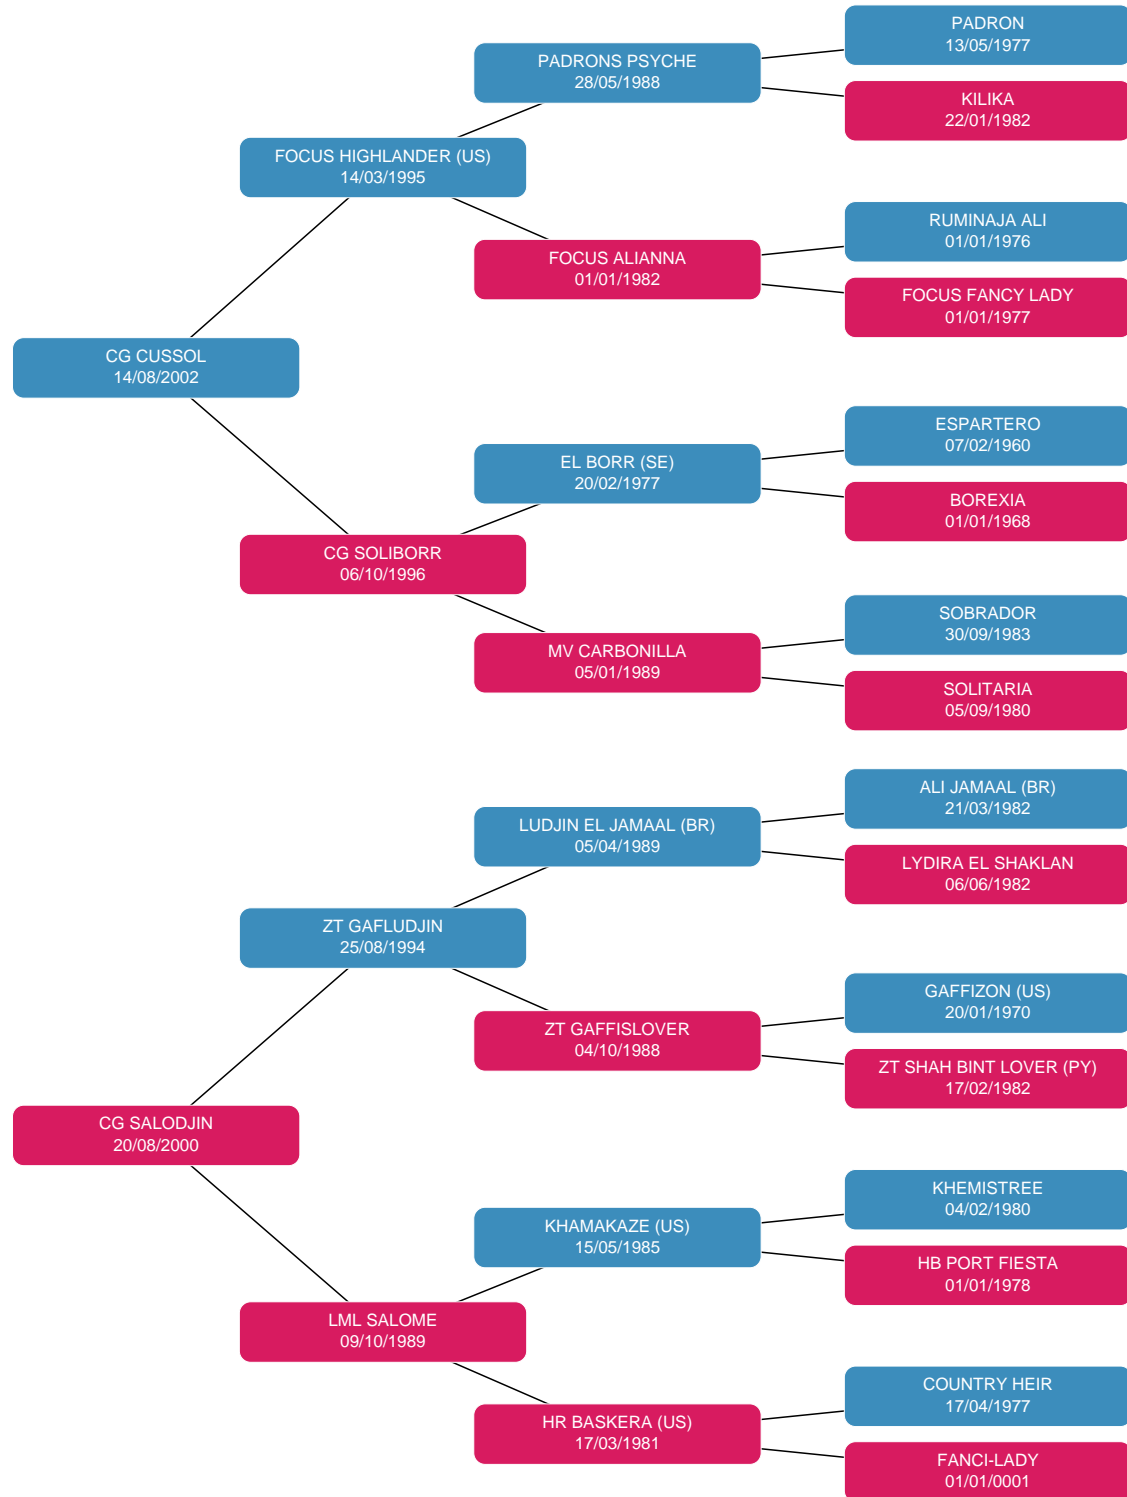 PADRON
13/05/1977
PADRONS PSYCHE
28/05/1988
KILIKA
22/01/1982
FOCUS HIGHLANDER (US)
14/03/1995
RUMINAJA ALI
01/01/1976
FOCUS ALIANNA
01/01/1982
FOCUS FANCY LADY
01/01/1977
CG CUSSOL
14/08/2002
ESPARTERO
07/02/1960
EL BORR (SE)
20/02/1977
BOREXIA
01/01/1968
CG SOLIBORR
06/10/1996
SOBRADOR
30/09/1983
MV CARBONILLA
05/01/1989
SOLITARIA
05/09/1980
ALI JAMAAL (BR)
21/03/1982
LUDJIN EL JAMAAL (BR)
05/04/1989
LYDIRA EL SHAKLAN
06/06/1982
ZT GAFLUDJIN
25/08/1994
GAFFIZON (US)
20/01/1970
ZT GAFFISLOVER
04/10/1988
ZT SHAH BINT LOVER (PY)
17/02/1982
CG SALODJIN
20/08/2000
KHEMISTREE
04/02/1980
KHAMAKAZE (US)
15/05/1985
HB PORT FIESTA
01/01/1978
LML SALOME
09/10/1989
COUNTRY HEIR
17/04/1977
HR BASKERA (US)
17/03/1981
FANCI-LADY
01/01/0001